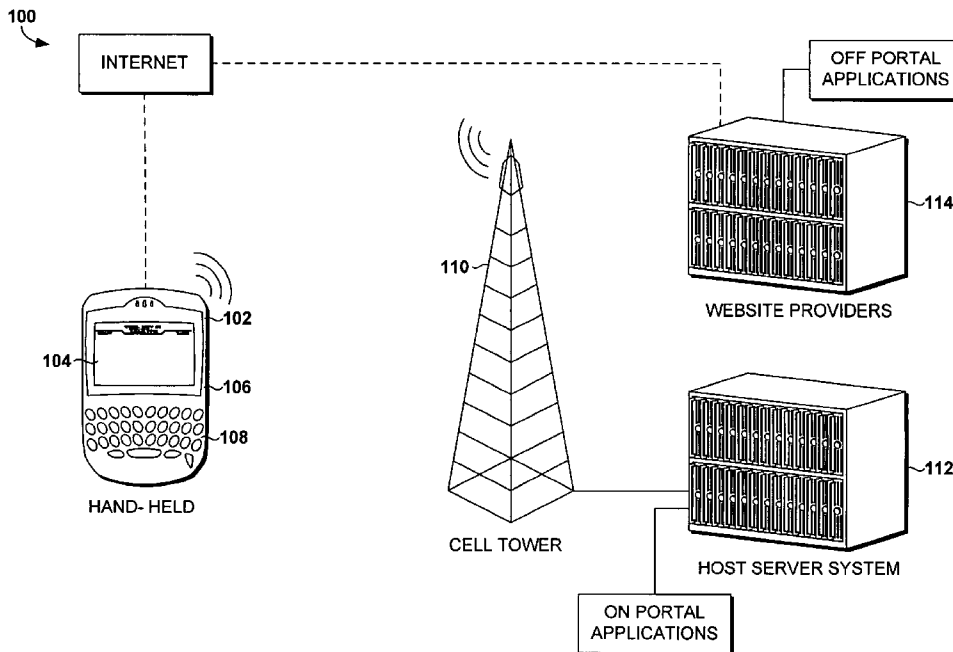 100
INTERNET
OFF PORTAL
APPLICATIONS
114
110
WEBSITE PROVIDERS
102
104
106
108
HAND- HELD
112
CELL TOWER
HOST SERVER SYSTEM
ON PORTAL
APPLICATIONS